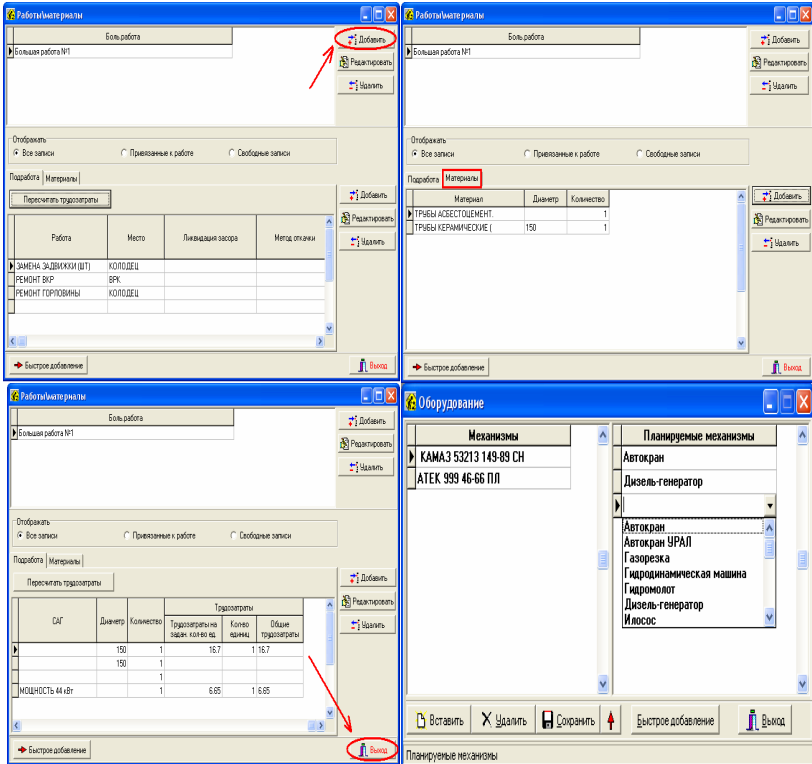 Работы\материалы
Боль.работа
Большая работа №1
Добавить
Редактировать
Удалить
Отображать
Все записи Привязанные к работе Свободные записи
Подработа Материалы
Пересчитать трудозатраты
Добавить
Редактировать
Удалить
Работа Место Ликвидация засора Метод откачки
ЗАМЕНА ЗАДВИЖКИ (ШТ) КОЛОДЕЦ
РЕМОНТ ВКР ВРК
РЕМОНТ ГОРЛОВИНЫ КОЛОДЕЦ
Быстрое добавление Выход
Работы\материалы
Боль.работа
Большая работа №1
Добавить
Редактировать
Удалить
Отображать
Все записи Привязанные к работе Свободные записи
Подработа Материалы
Материал Диаметр Количество
ТРУБЫ АСБЕСТОЦЕМЕНТ. 1
ТРУБЫ КЕРАМИЧЕСКИЕ ( 150 1
Добавить
Редактировать
Удалить
Быстрое добавление Выход
Работы\материалы
Боль.работа
Большая работа №1
Добавить
Редактировать
Удалить
Отображать
Все записи Привязанные к работе Свободные записи
Подработа Материалы
Пересчитать трудозатраты
Добавить
Редактировать
Удалить
САГ Диаметр Количество Трудозатраты
Трудозатраты на задан. кол-во ед Кол-во единиц Общие трудозатраты
150 1 16.7 1 16.7
150 1
1
МОЩНОСТЬ 44 кВт 1 6.65 1 6.65
Быстрое добавление Выход
Оборудование
Механизмы
КАМАЗ 53213 149-89 СН
АТЕК 999 46-66 ПЛ
Планируемые механизмы
Автокран
Дизель-генератор
Автокран
Автокран УРАЛ
Газорезка
Гидродинамическая машина
Гидромолот
Дизель-генератор
Илосос
Вставить Удалить Сохранить Быстрое добавление Выход
Планируемые механизмы